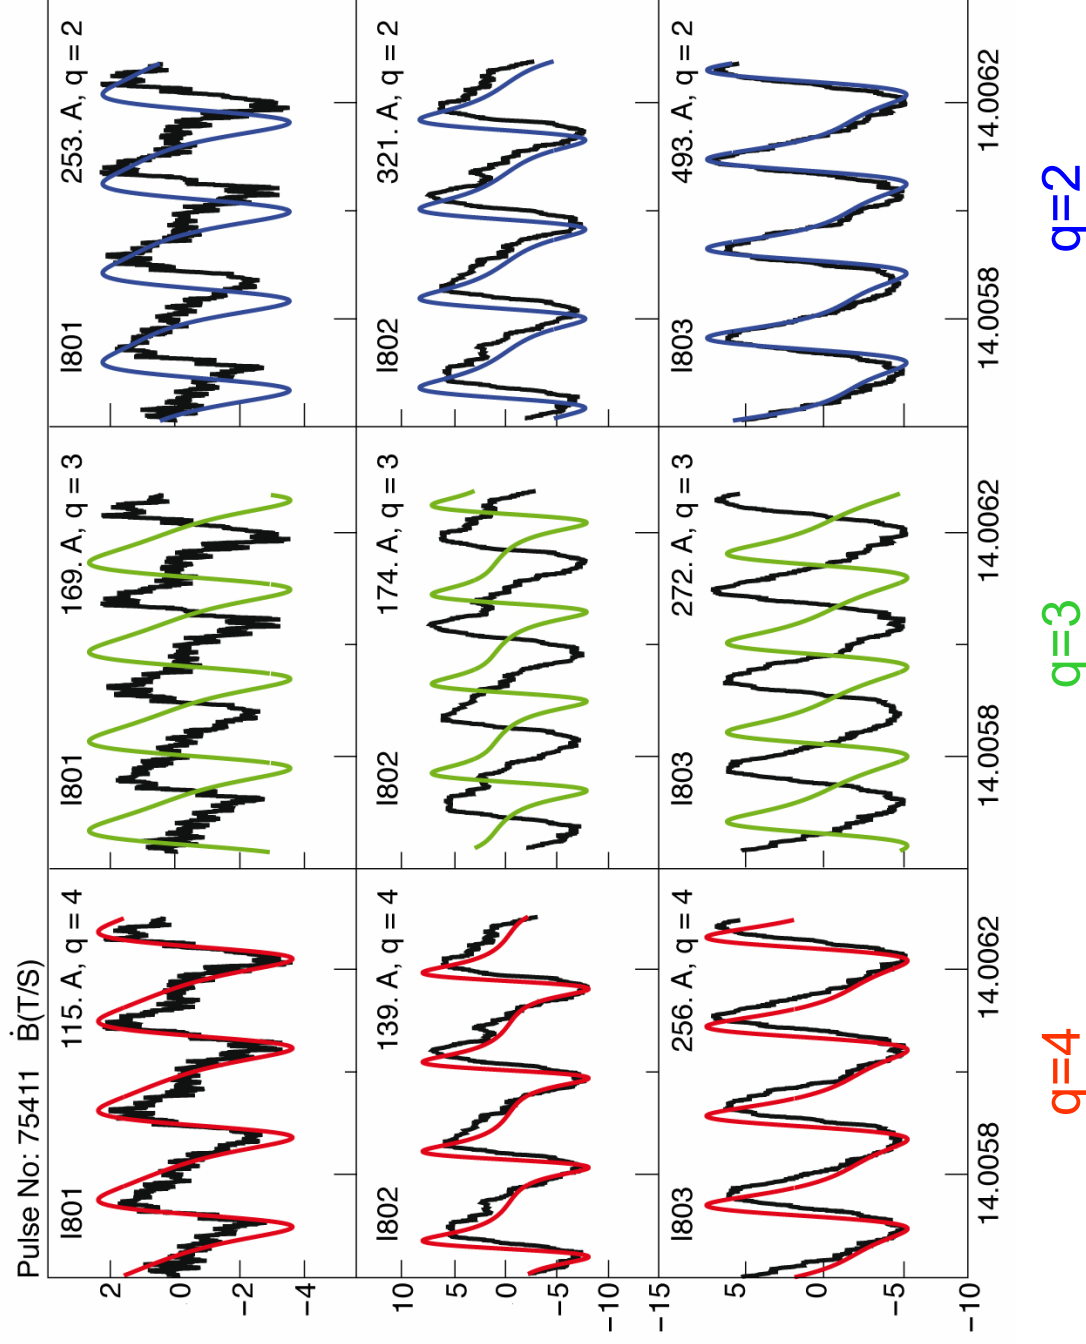 Pulse No: 75411 Ḃ(T/S)
I801 115. A, q = 4
I801 169. A, q = 3
I801 253. A, q = 2
2
0
−2
−4
I802 139. A, q = 4
I802 174. A, q = 3
I802 321. A, q = 2
10
5
0
−5
−10
−15
I803 256. A, q = 4
I803 272. A, q = 3
I803 493. A, q = 2
5
0
−5
−10
14.0058 14.0062 14.0058 14.0062 14.0058 14.0062
q=4 q=3 q=2